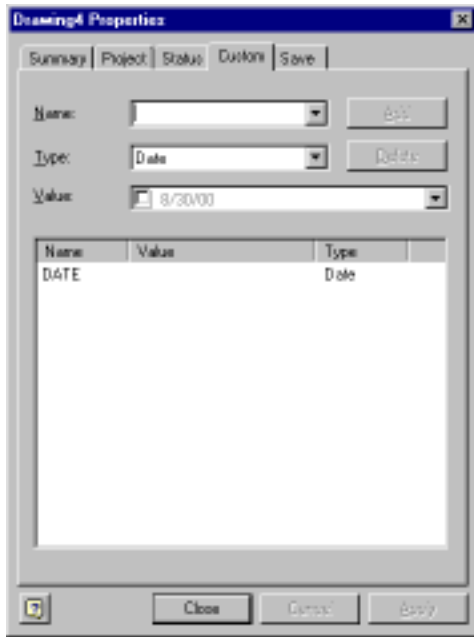 Drawing4 Properties
Summary Project Status Custom Save
Name: Add
Type: Date Delete
Value: 8/30/00
Name Value Type
DATE Date
Close Cancel Apply